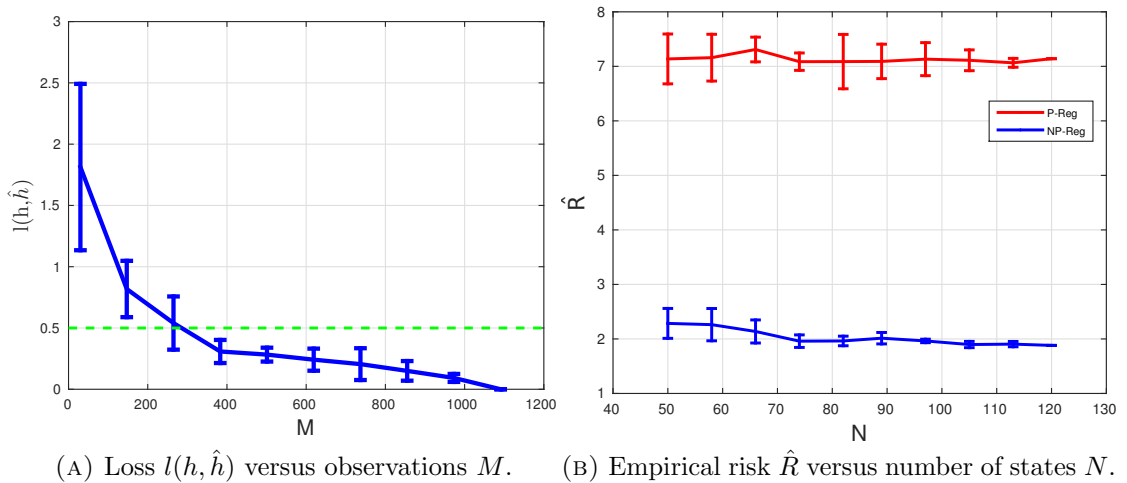 3
2.5
2
1.5
1
0.5
0
l(h,ĥ)
0 200 400 600 800 1000 1200
M
8
7
6
5
4
3
2
1
R̂
P-Reg
NP-Reg
40 50 60 70 80 90 100 110 120 130
N
(A) Loss l(h, ĥ) versus observations M.
(B) Empirical risk R̂ versus number of states N.